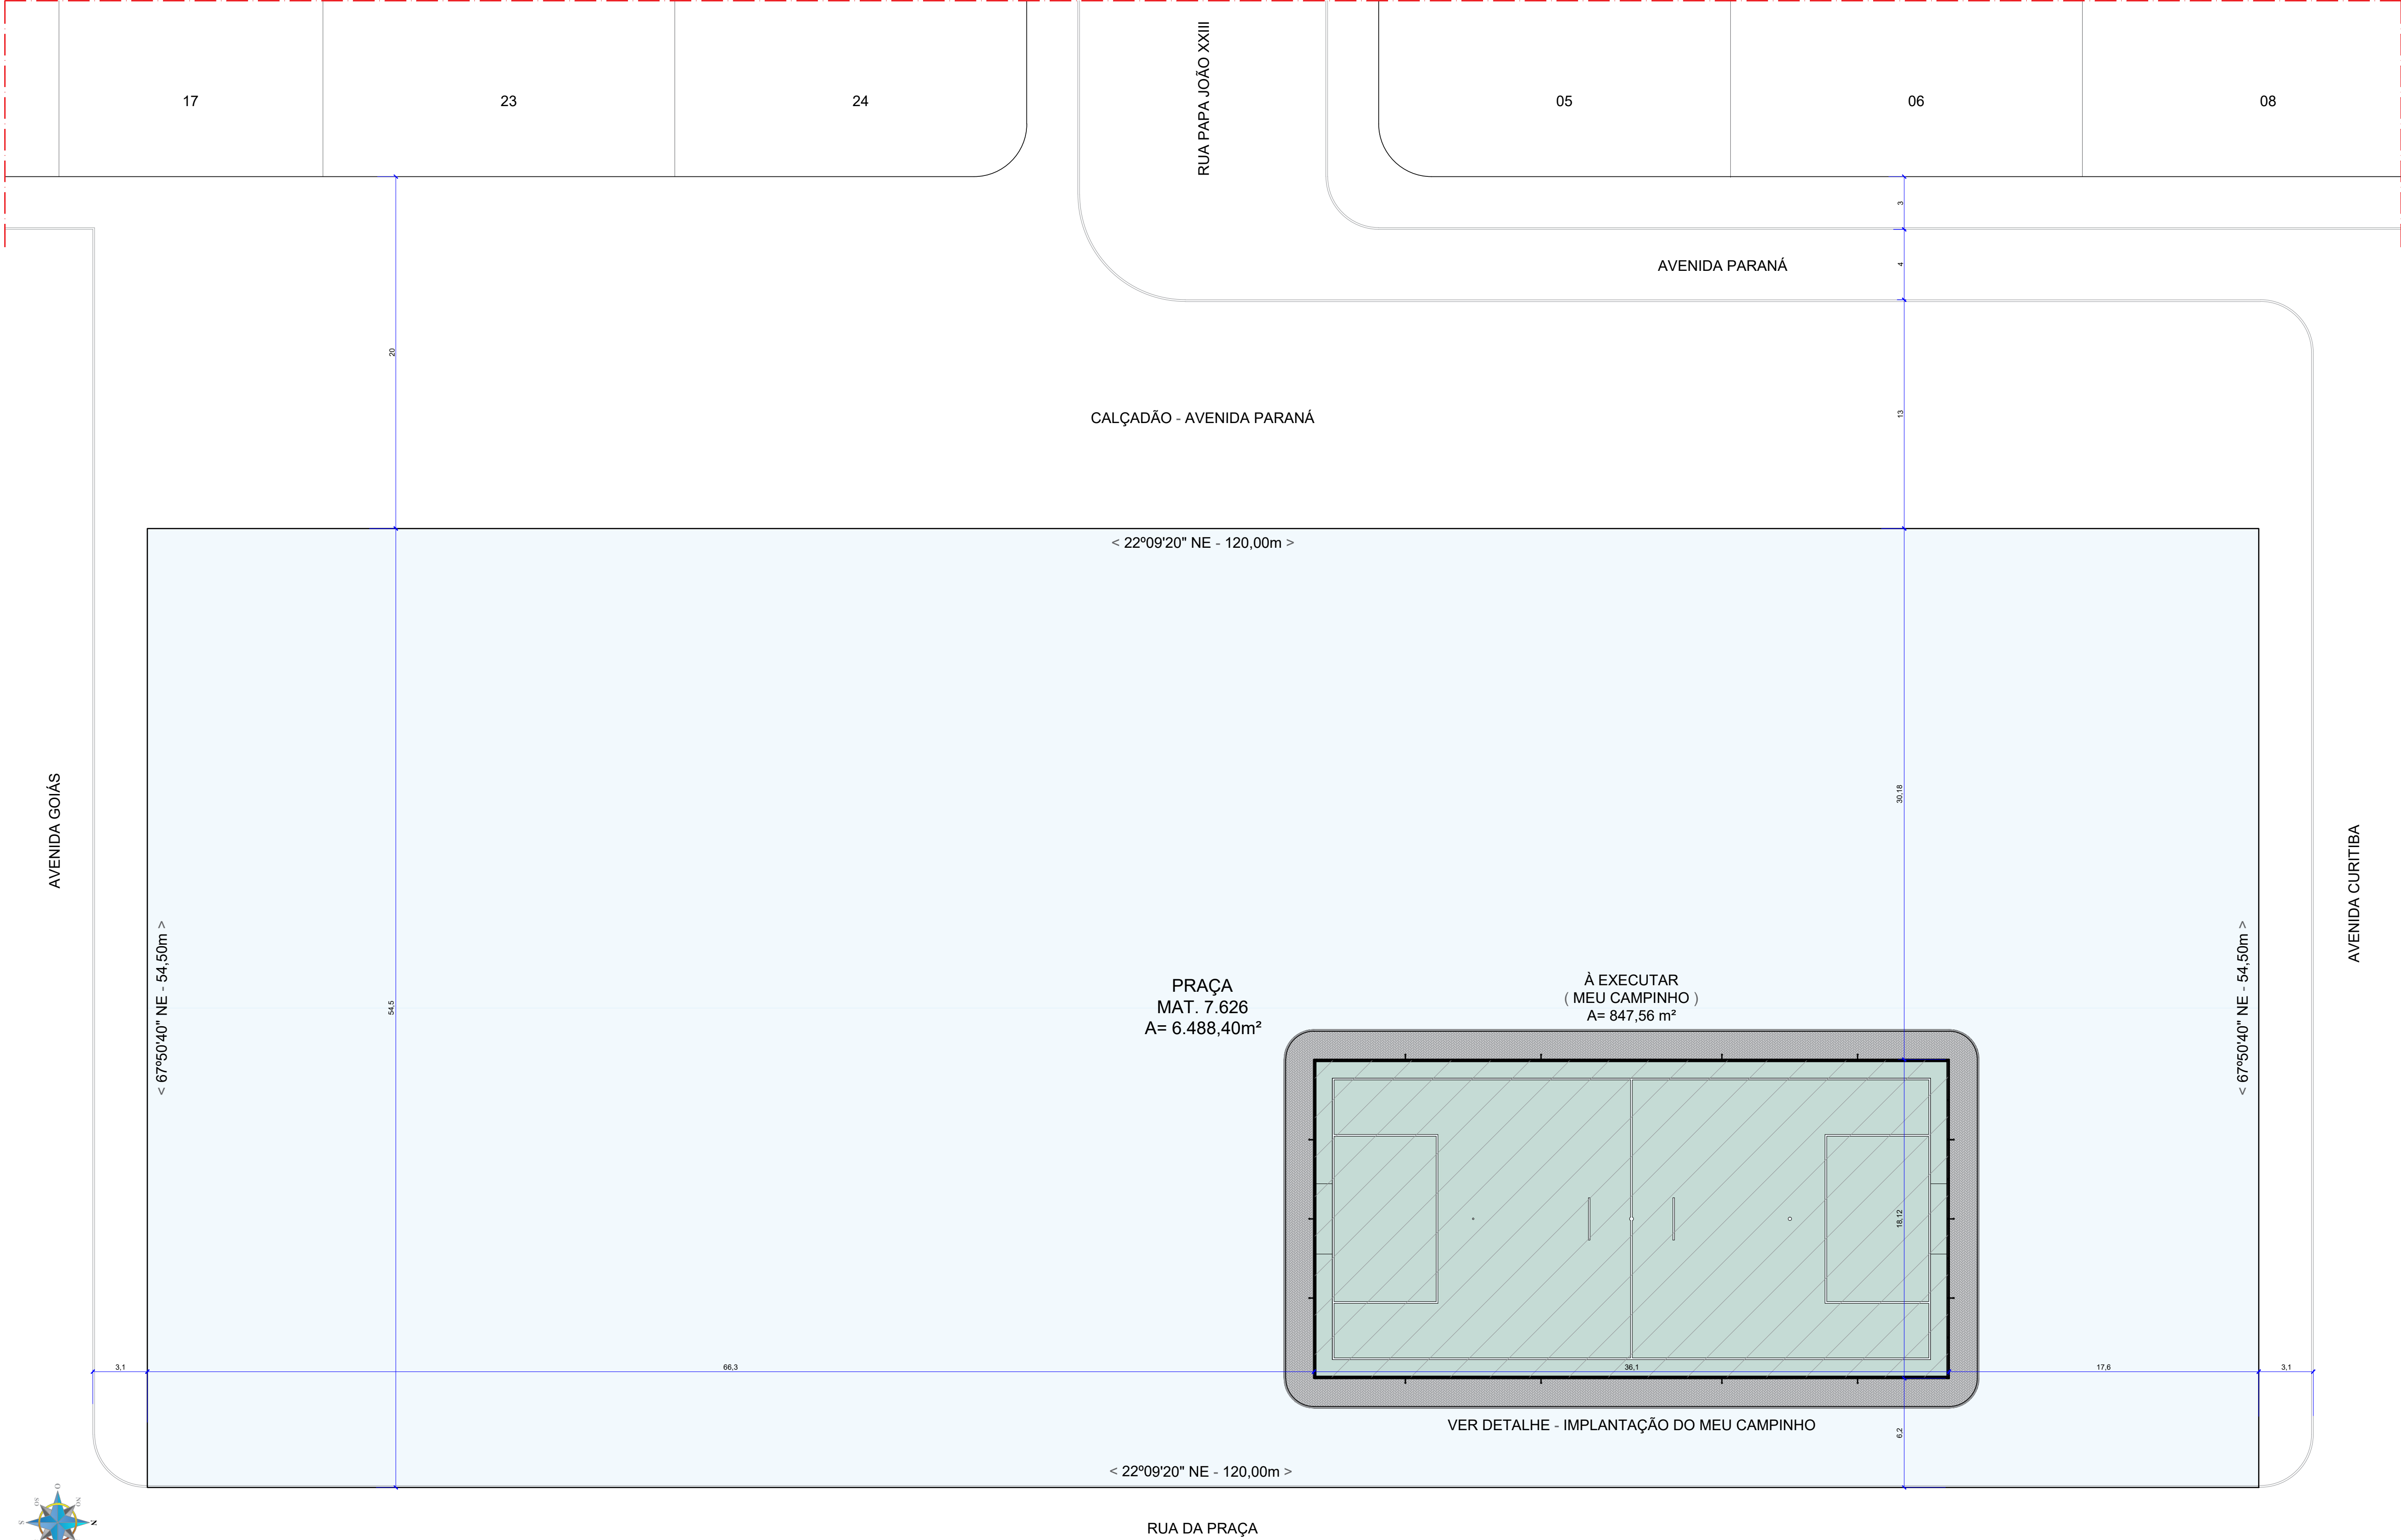 17
23
24
RUA PAPA JOÃO XXIII
05
06
08
3
AVENIDA PARANÁ
4
20
13
CALÇADÃO - AVENIDA PARANÁ
< 22º09'20" NE - 120,00m >
30,18
AVENIDA GOIÁS
AVENIDA CURITIBA
< 67º50'40" NE - 54,50m >
54,5
PRAÇA
MAT. 7.626
A= 6.488,40m²
À EXECUTAR
( MEU CAMPINHO )
A= 847,56 m²
< 67º50'40" NE - 54,50m >
18,12
3,1
66,3
36,1
17,6
3,1
VER DETALHE - IMPLANTAÇÃO DO MEU CAMPINHO
6,2
< 22º09'20" NE - 120,00m >
O
SO
NO
S
N
RUA DA PRAÇA